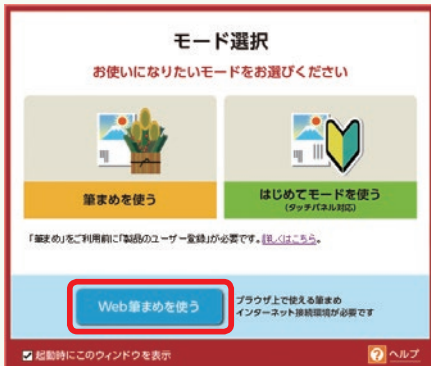 モード選択
お使いになりたいモードをお選びください
筆まめを使う
はじめてモードを使う
(タッチパネル対応)
「筆まめ」をご利用前に「製品のユーザー登録」が必要です。詳しくはこちら。
Web筆まめを使う
ブラウザ上で使える筆まめ
インターネット接続環境が必要です
起動時にこのウィンドウを表示
?ヘルプ